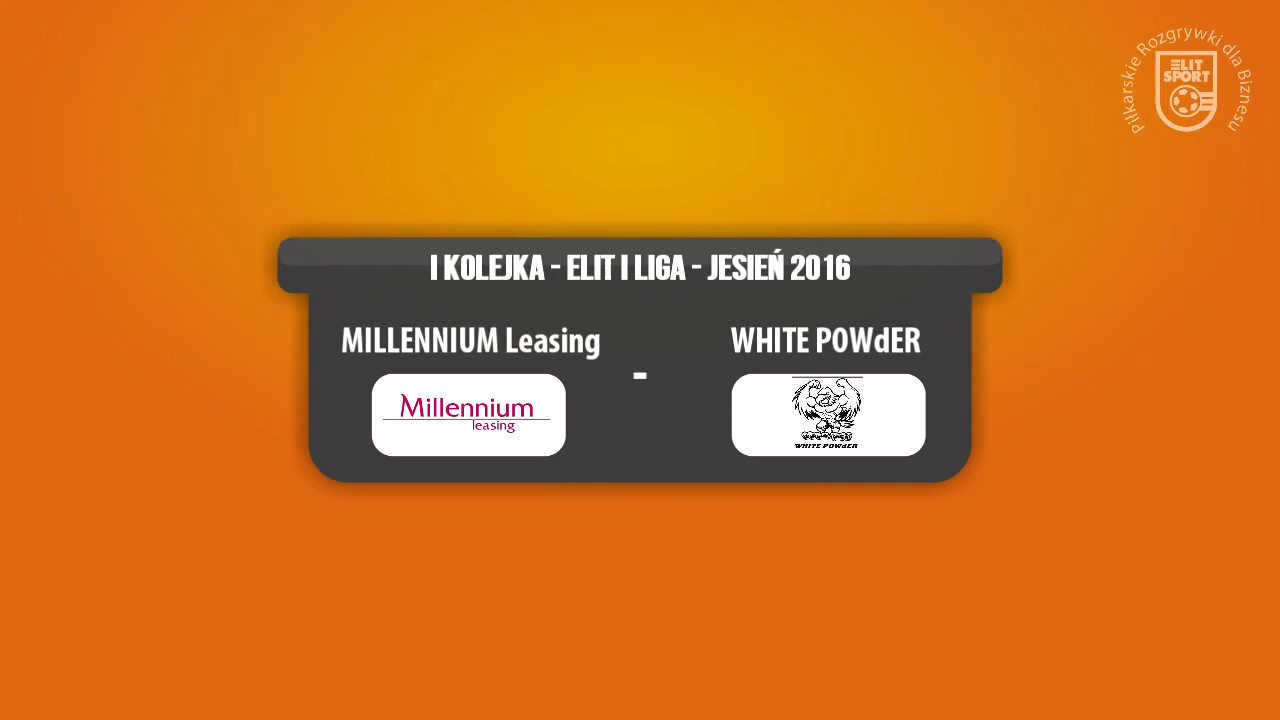 Piłkarskie Rozgrywki dla Biznesu
ELIT
SPORT
I KOLEJKA - ELIT I LIGA - JESIEŃ 2016
MILLENNIUM Leasing
-
WHITE POWdER
Millennium
leasing
WHITE POWdER